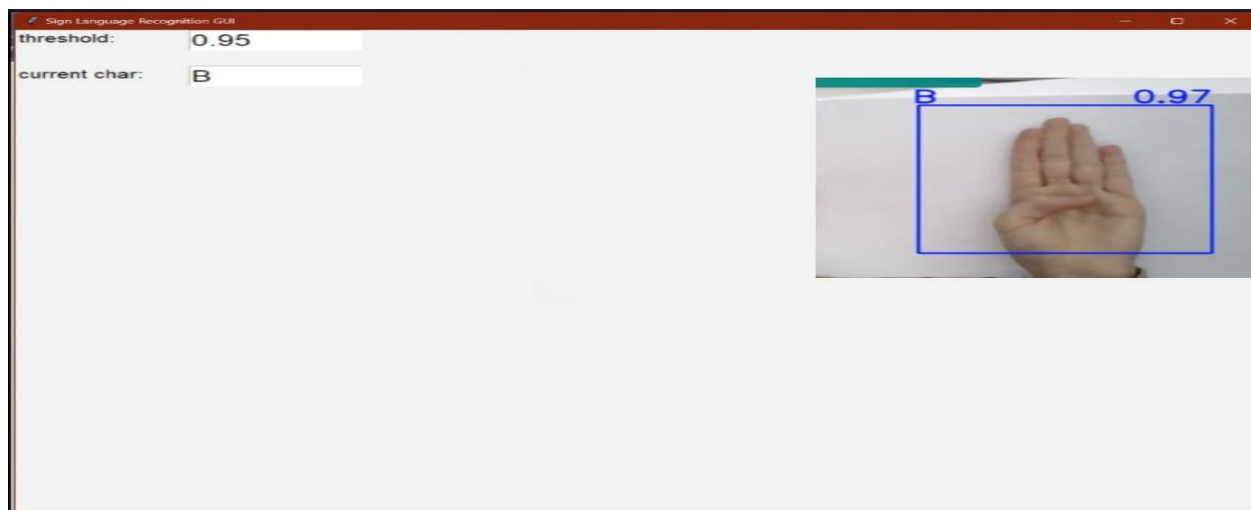 Sign Language Recognition GUI
threshold: 0.95
current char: B
B 0.97